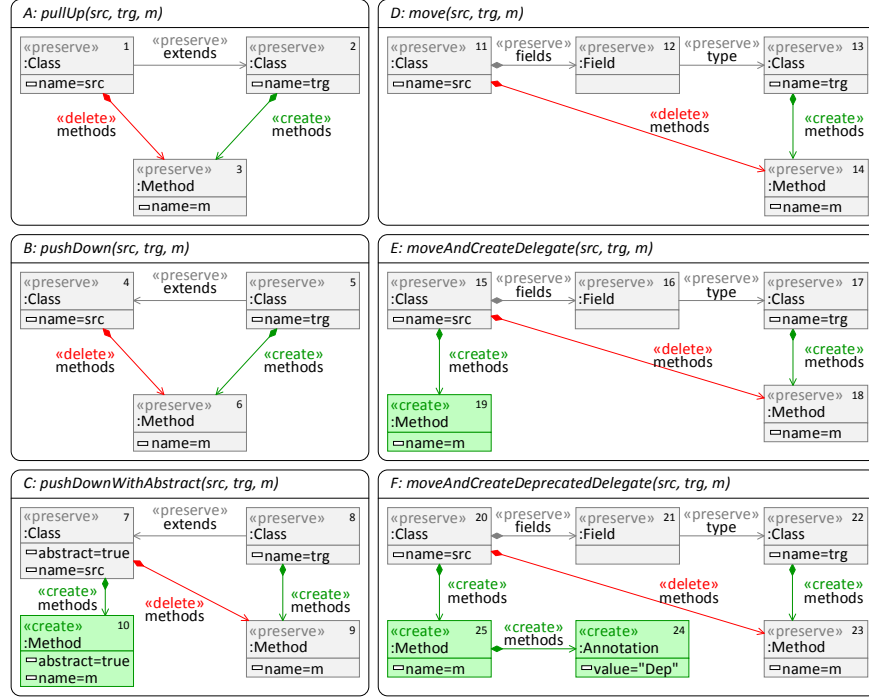 A: pullUp(src, trg, m)
«preserve» 1
:Class
name=src
«preserve»
extends
«preserve» 2
:Class
name=trg
«delete»
methods
«create»
methods
«preserve» 3
:Method
name=m
D: move(src, trg, m)
«preserve» 11
:Class
name=src
«preserve»
fields
«preserve» 12
:Field
«preserve»
type
«preserve» 13
:Class
name=trg
«delete»
methods
«create»
methods
«preserve» 14
:Method
name=m
B: pushDown(src, trg, m)
«preserve» 4
:Class
name=src
«preserve»
extends
«preserve» 5
:Class
name=trg
«delete»
methods
«create»
methods
«preserve» 6
:Method
name=m
E: moveAndCreateDelegate(src, trg, m)
«preserve» 15
:Class
name=src
«preserve»
fields
«preserve» 16
:Field
«preserve»
type
«preserve» 17
:Class
name=trg
«create»
methods
«delete»
methods
«create»
methods
«create» 19
:Method
name=m
«preserve» 18
:Method
name=m
C: pushDownWithAbstract(src, trg, m)
«preserve» 7
:Class
abstract=true
name=src
«preserve»
extends
«preserve» 8
:Class
name=trg
«create»
methods
«delete»
methods
«create»
methods
«create» 10
:Method
abstract=true
name=m
«preserve» 9
:Method
name=m
F: moveAndCreateDeprecatedDelegate(src, trg, m)
«preserve» 20
:Class
name=src
«preserve»
fields
«preserve» 21
:Field
«preserve»
type
«preserve» 22
:Class
name=trg
«create»
methods
«delete»
methods
«create»
methods
«create» 25
:Method
name=m
«create»
methods
«create» 24
:Annotation
value="Dep"
«preserve» 23
:Method
name=m